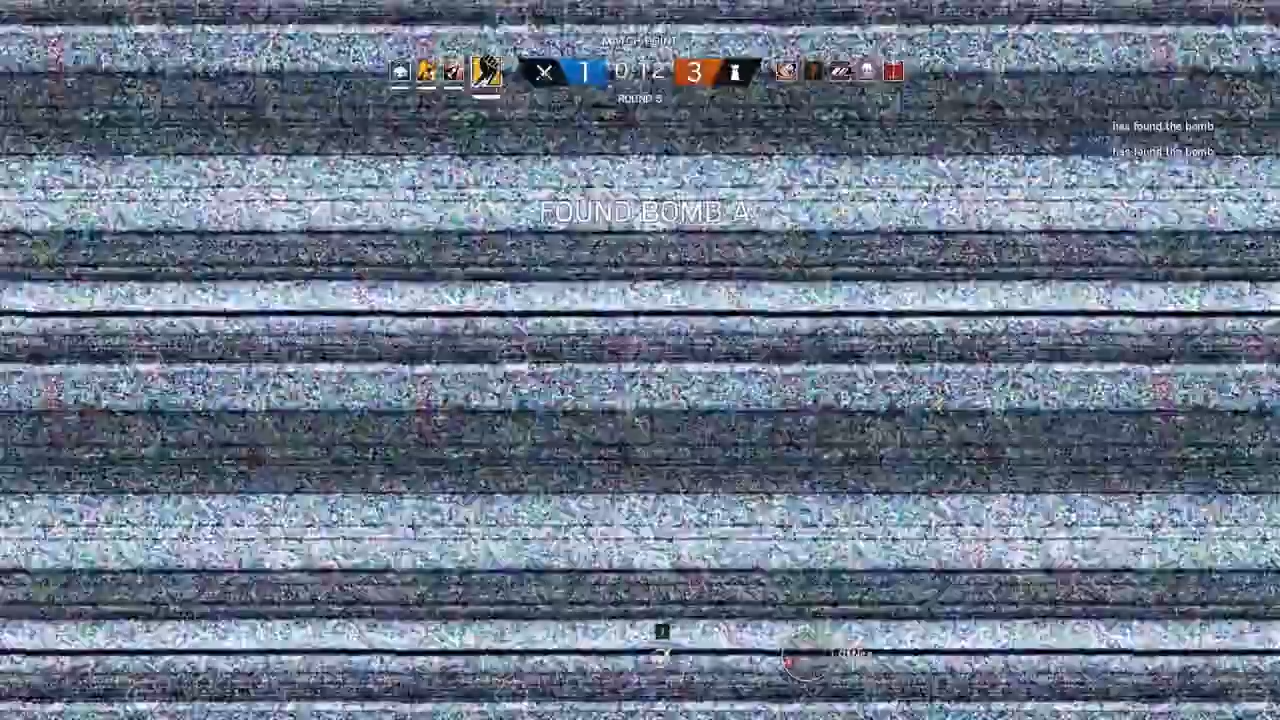 MATCH POINT
1 0:12 3
ROUND 5
has found the bomb
has found the bomb
FOUND BOMB A